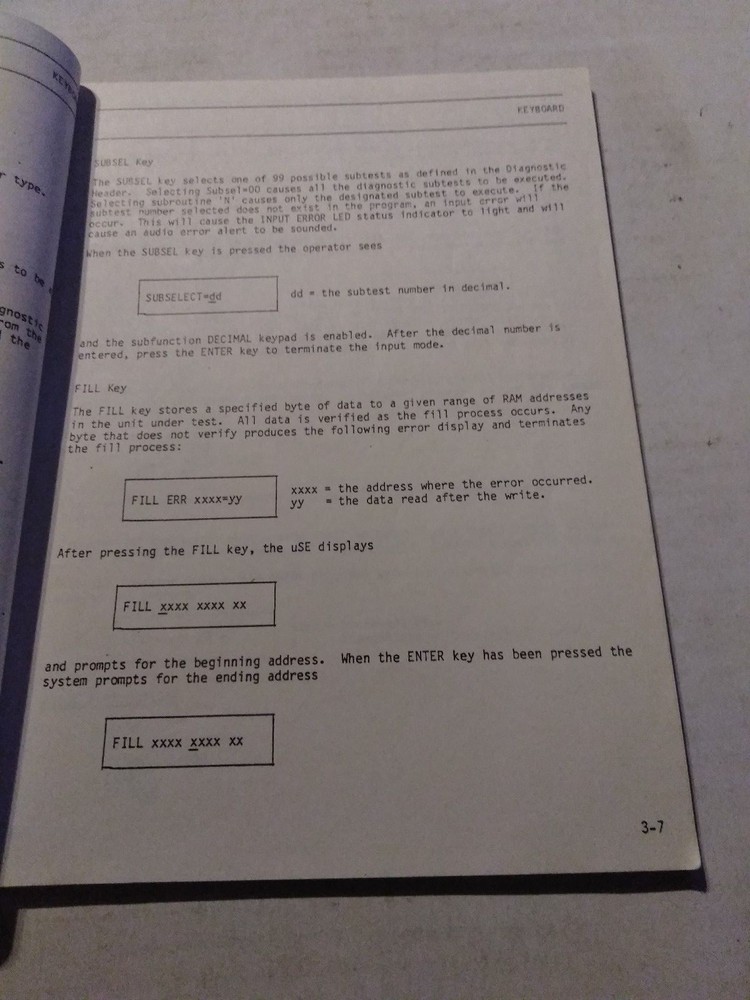 KEYBOARD
SUBSEL Key
The SUBSEL key selects one of 99 possible subtests as defined in the Diagnostic
Header. Selecting Subsel=00 causes all the diagnostic subtests to be executed.
Selecting subroutine 'N' causes only the designated subtest to execute. If the
subtest number selected does not exist in the program, an input error will
occur. This will cause the INPUT ERROR LED status indicator to light and will
cause an audio error alert to be sounded.
When the SUBSEL key is pressed the operator sees
SUBSELECT=dd dd = the subtest number in decimal.
and the subfunction DECIMAL keypad is enabled. After the decimal number is
entered, press the ENTER key to terminate the input mode.
FILL Key
The FILL key stores a specified byte of data to a given range of RAM addresses
in the unit under test. All data is verified as the fill process occurs. Any
byte that does not verify produces the following error display and terminates
the fill process:
FILL ERR xxxx=yy
xxxx = the address where the error occurred.
yy = the data read after the write.
After pressing the FILL key, the uSE displays
FILL xxxx xxxx xx
and prompts for the beginning address. When the ENTER key has been pressed the
system prompts for the ending address
FILL xxxx xxxx xx
3-7
type.
s to be
gnostic
rom the
the